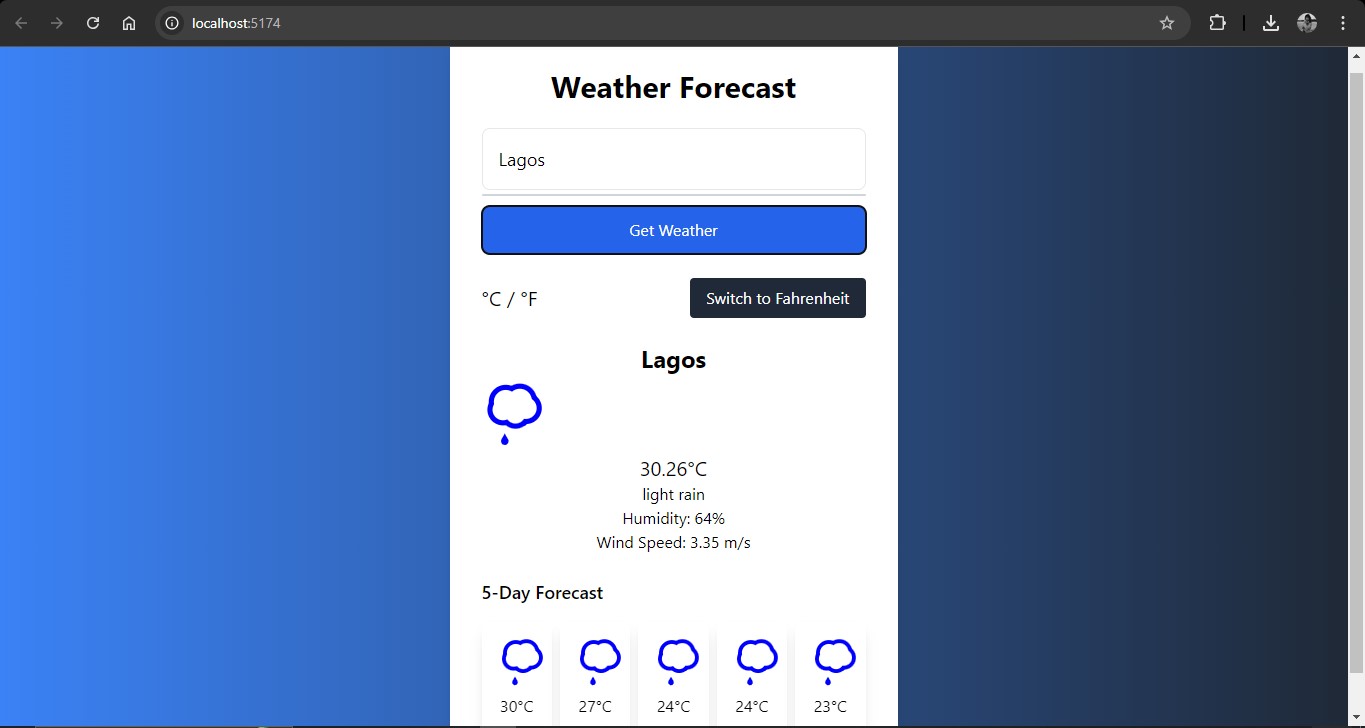 localhost:5174
Weather Forecast
Lagos
Get Weather
°C / °F
Switch to Fahrenheit
Lagos
30.26°C
light rain
Humidity: 64%
Wind Speed: 3.35 m/s
5-Day Forecast
30°C 27°C 24°C 24°C 23°C